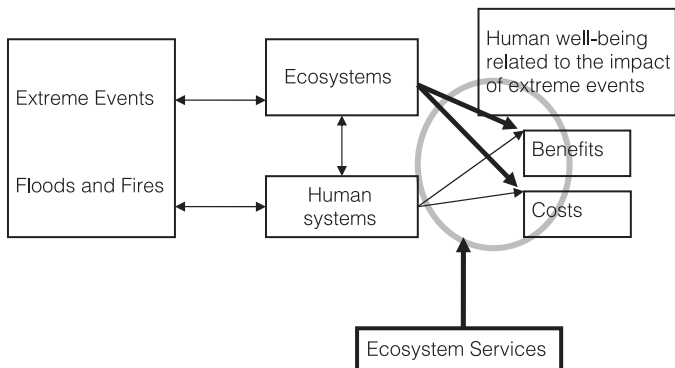 Extreme Events
Floods and Fires
Ecosystems
Human
systems
Human well-being
related to the impact
of extreme events
Benefits
Costs
Ecosystem Services